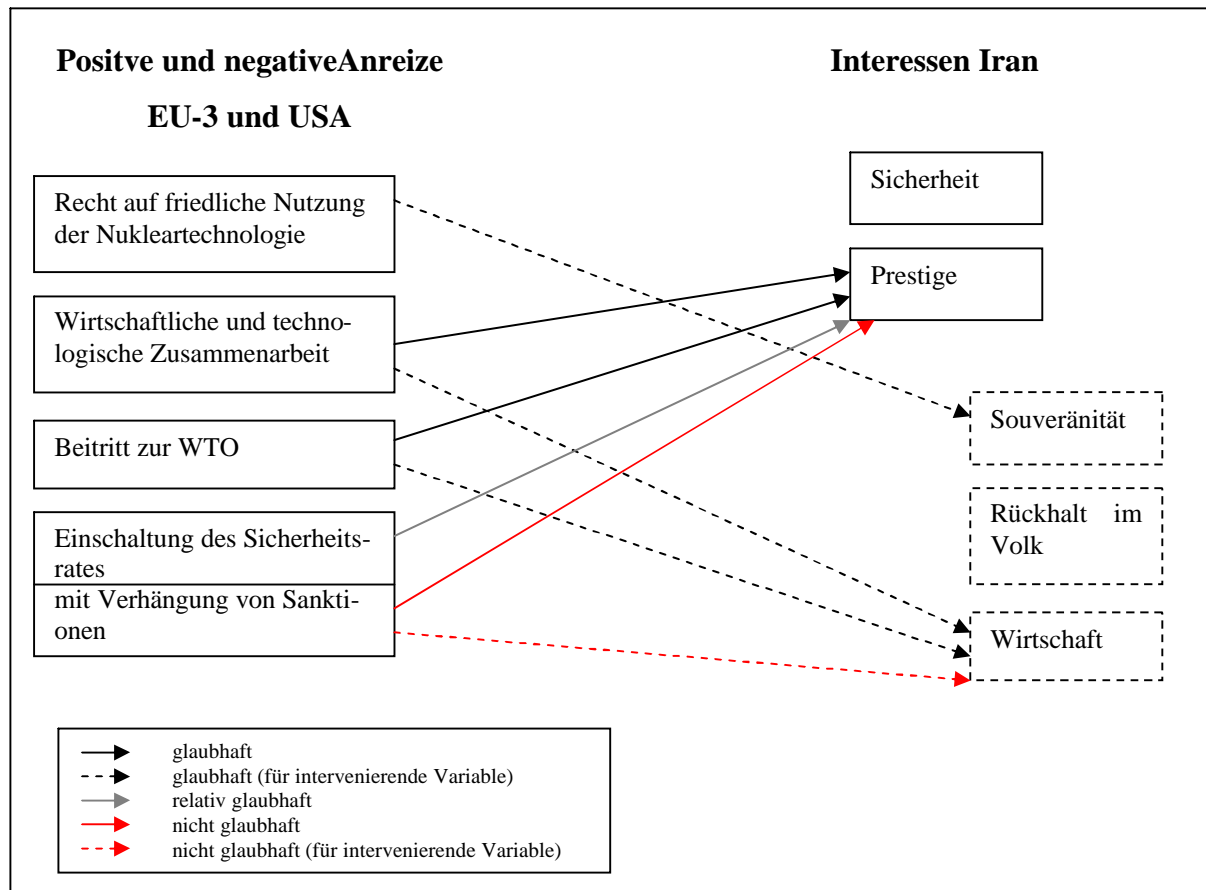 Positve und negativeAnreize
EU-3 und USA
Recht auf friedliche Nutzung
der Nukleartechnologie
Wirtschaftliche und techno-
logische Zusammenarbeit
Beitritt zur WTO
Einschaltung des Sicherheits-
rates
mit Verhängung von Sankti-
onen
Interessen Iran
Sicherheit
Prestige
Souveränität
Rückhalt im
Volk
Wirtschaft
glaubhaft
glaubhaft (für intervenierende Variable)
relativ glaubhaft
nicht glaubhaft
nicht glaubhaft (für intervenierende Variable)